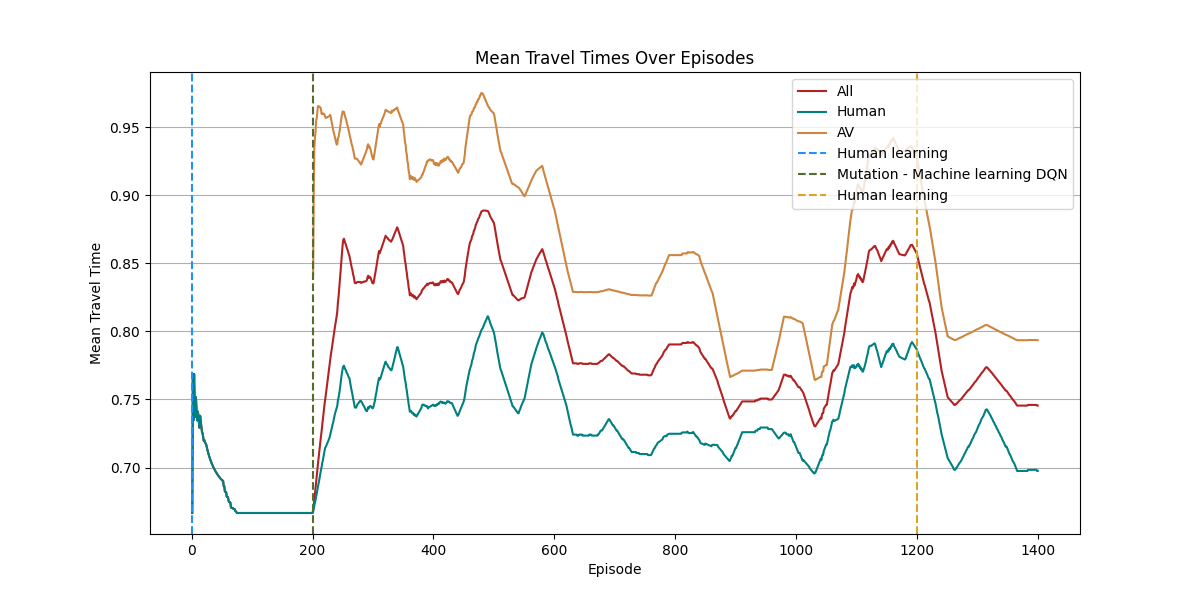 Mean Travel Times Over Episodes
All
Human
AV
Human learning
Mutation - Machine learning DQN
Human learning
0.95
0.90
0.85
0.80
0.75
0.70
Mean Travel Time
0
200
400
600
800
1000
1200
1400
Episode